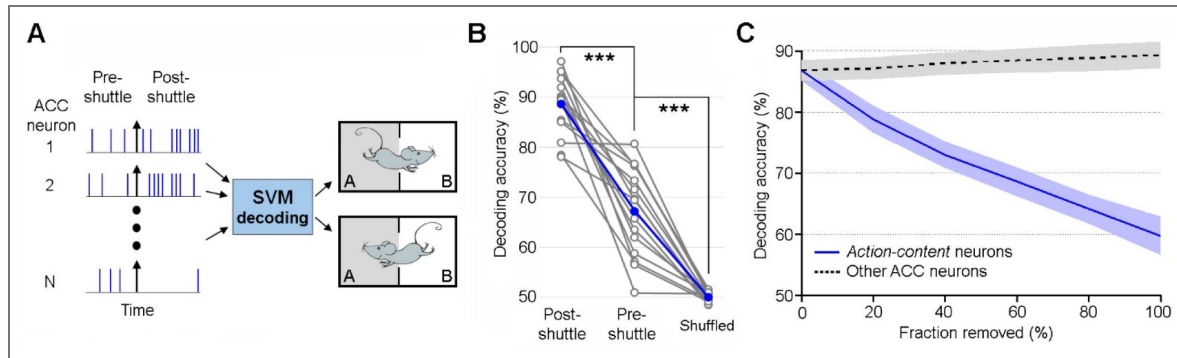 A
Pre-
shuttle
Post-
shuttle
ACC
neuron
1
2
N
Time
SVM
decoding
A
B
A
B
B
Decoding accuracy (%)
100
90
80
70
60
50
***
***
Post-
shuttle
Pre-
shuttle
Shuffled
C
Decoding accuracy (%)
90
80
70
60
50
Action-content neurons
Other ACC neurons
0 20 40 60 80 100
Fraction removed (%)